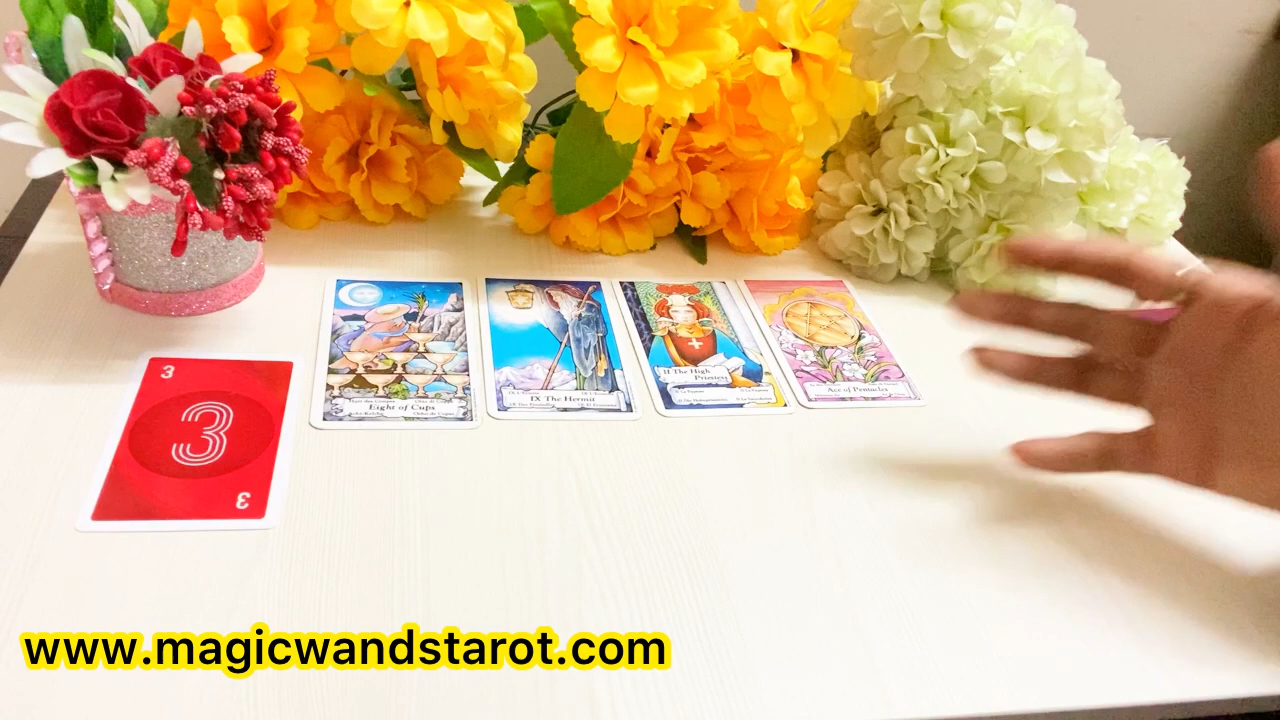 3
3
3
Eight of Cups
IX The Hermit
II The High
Priestess
Ace of Pentacles
www.magicwandstarot.com